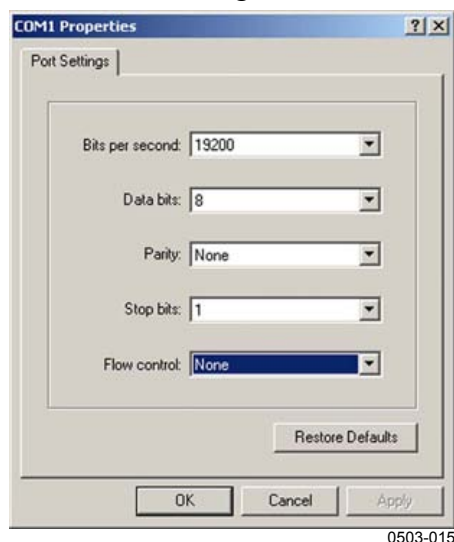 COM1 Properties
Port Settings
Bits per second: 19200
Data bits: 8
Parity: None
Stop bits: 1
Flow control: None
Restore Defaults
OK Cancel Apply
0503-015